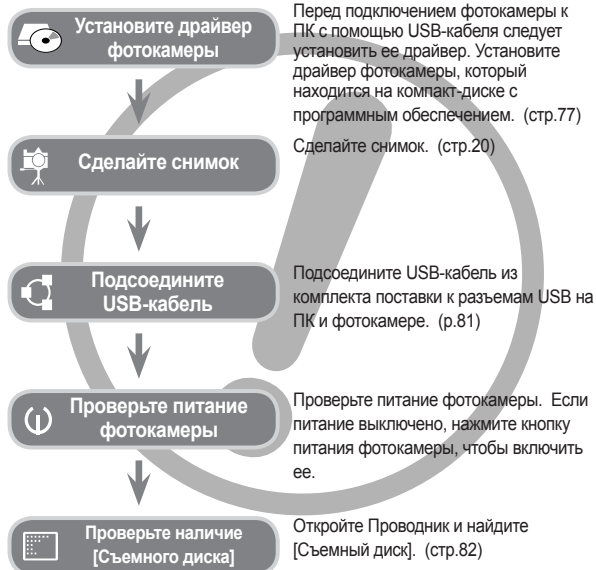 Установите драйвер
фотокамеры
Перед подключением фотокамеры к
ПК с помощью USB-кабеля следует
установить ее драйвер. Установите
драйвер фотокамеры, который
находится на компакт-диске с
программным обеспечением. (стр.77)
Сделайте снимок
Сделайте снимок. (стр.20)
Подсоедините
USB-кабель
Подсоедините USB-кабель из
комплекта поставки к разъемам USB на
ПК и фотокамере. (p.81)
Проверьте питание
фотокамеры
Проверьте питание фотокамеры. Если
питание выключено, нажмите кнопку
питания фотокамеры, чтобы включить
ее.
Проверьте наличие
[Съемного диска]
Откройте Проводник и найдите
[Съемный диск]. (стр.82)